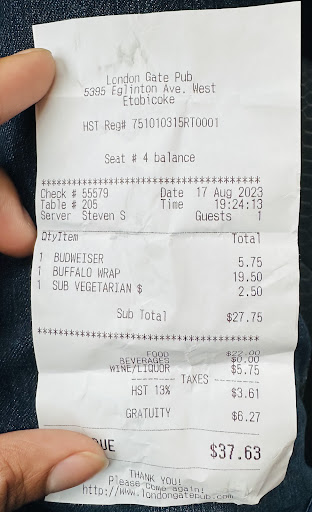 London Gate Pub
5395 Eglinton Ave. West
Etobicoke
HST Reg# 751010315RT0001
Seat # 4 balance
****************************************
Check # 55579 Date 17 Aug 2023
Table # 205 Time 19:24:13
Server Steven S Guests 1
QtyItem Total
1 BUDWEISER 5.75
1 BUFFALO WRAP 19.50
1 SUB VEGETARIAN $ 2.50
Sub Total $27.75
****************************************
FOOD $22.00
BEVERAGES $0.00
WINE/LIQUOR $5.75
-------- TAXES --------
HST 13% $3.61
GRATUITY $6.27
DUE $37.63
THANK YOU!
Please Come again!
http://www.londongatepub.com